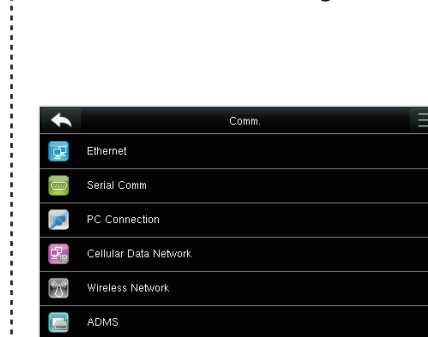 Comm.
Ethernet
Serial Comm
PC Connection
Cellular Data Network
Wireless Network
ADMS